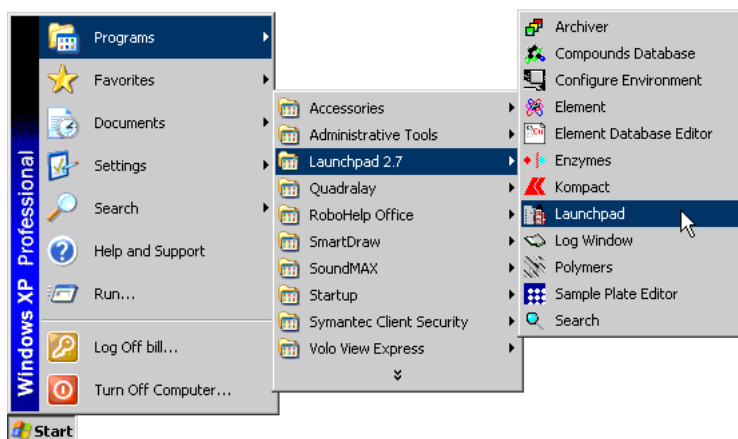 Programs
Favorites
Documents
Settings
Search
Help and Support
Run...
Log Off bill...
Turn Off Computer...
Windows XP Professional
Start
Accessories
Administrative Tools
Launchpad 2.7
Quadralay
RoboHelp Office
SmartDraw
SoundMAX
Startup
Symantec Client Security
Volo View Express
Archiver
Compounds Database
Configure Environment
Element
Element Database Editor
Enzymes
Kompact
Launchpad
Log Window
Polymers
Sample Plate Editor
Search